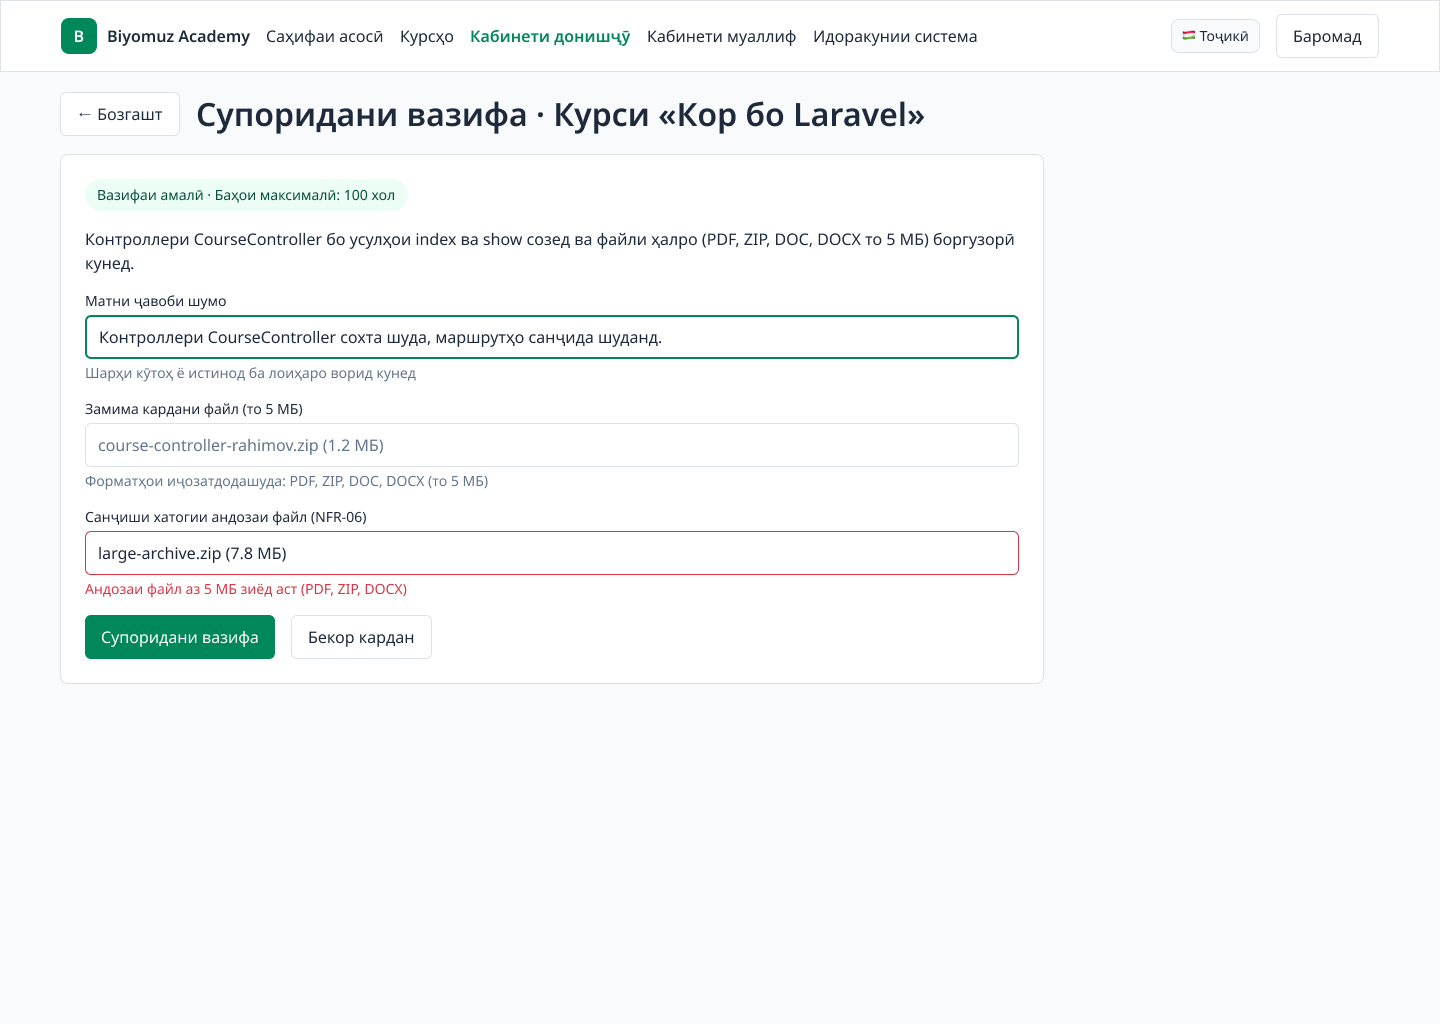 B Biyomuz Academy Саҳифаи асосӣ Курсҳо Кабинети донишҷӯ Кабинети муаллиф Идоракунии система Тоҷикӣ Баромад
← Бозгашт Супоридани вазифа · Курси «Кор бо Laravel»
Вазифаи амалӣ · Баҳои максималӣ: 100 хол
Контроллери CourseController бо усулҳои index ва show созед ва файли ҳалро (PDF, ZIP, DOC, DOCX то 5 МБ) боргузорӣ
кунед.
Матни ҷавоби шумо
Контроллери CourseController сохта шуда, маршрутҳо санҷида шуданд.
Шарҳи кӯтоҳ ё истинод ба лоиҳаро ворид кунед
Замима кардани файл (то 5 МБ)
course-controller-rahimov.zip (1.2 МБ)
Форматҳои иҷозатдодашуда: PDF, ZIP, DOC, DOCX (то 5 МБ)
Санҷиши хатогии андозаи файл (NFR-06)
large-archive.zip (7.8 МБ)
Андозаи файл аз 5 МБ зиёд аст (PDF, ZIP, DOCX)
Супоридани вазифа Бекор кардан